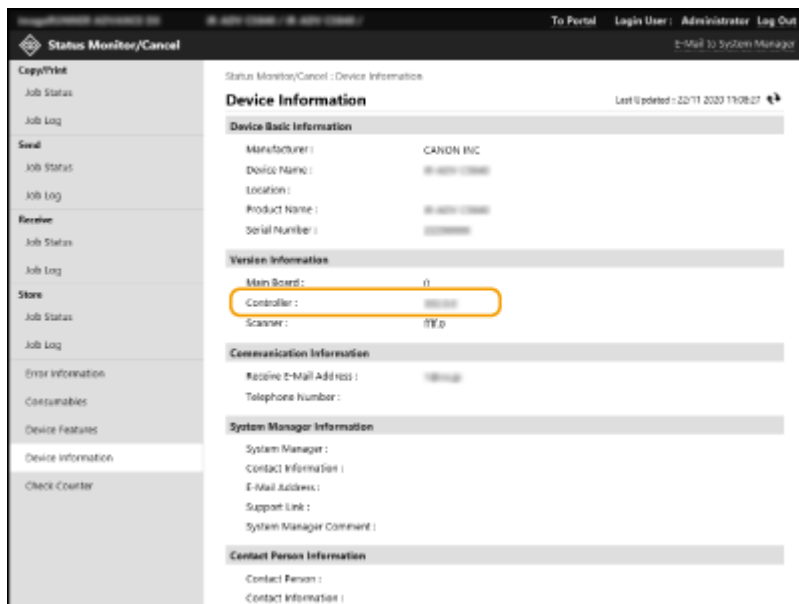 To Portal Login User : Administrator Log Out
Status Monitor/Cancel
E-Mail to System Manager
Copy/Print
Job Status
Job Log
Send
Job Status
Job Log
Receive
Job Status
Job Log
Store
Job Status
Job Log
Error Information
Consumables
Device Features
Device Information
Check Counter
Status Monitor/Cancel : Device Information
Device Information
Last Updated : 22/11 2020 11:08:27
Device Basic Information
Manufacturer : CANON INC
Device Name :
Location :
Product Name :
Serial Number :
Version Information
Main Board :
Controller :
Scanner :
Communication Information
Receive E-Mail Address :
Telephone Number :
System Manager Information
System Manager :
Contact Information :
E-Mail Address :
Support Link :
System Manager Comment :
Contact Person Information
Contact Person :
Contact Information :